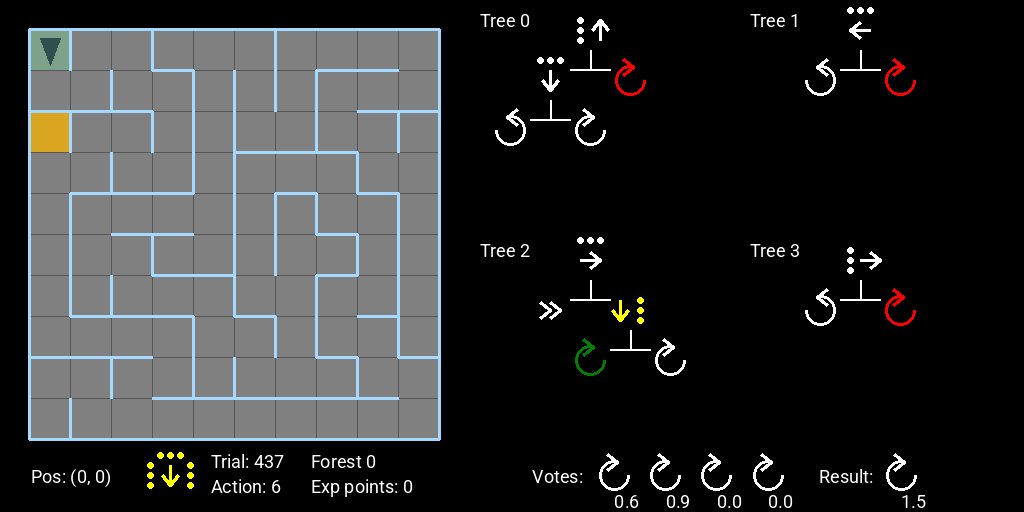 Tree 0
Tree 1
Tree 2
Tree 3
Pos: (0, 0)
Trial: 437
Forest 0
Action: 6
Exp points: 0
Votes:
0.6
0.9
0.0
0.0
Result:
1.5